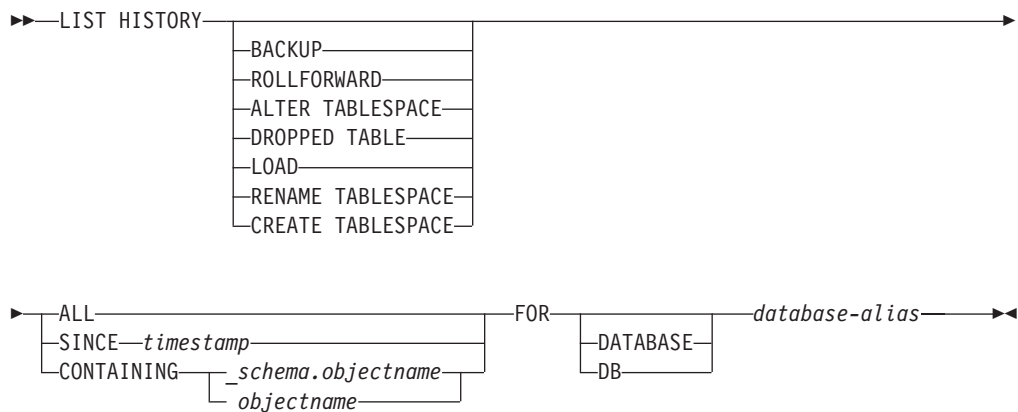 LIST HISTORY
BACKUP
ROLLFORWARD
ALTER TABLESPACE
DROPPED TABLE
LOAD
RENAME TABLESPACE
CREATE TABLESPACE
ALL FOR database-alias
SINCE timestamp DATABASE
CONTAINING _schema.objectname DB
objectname